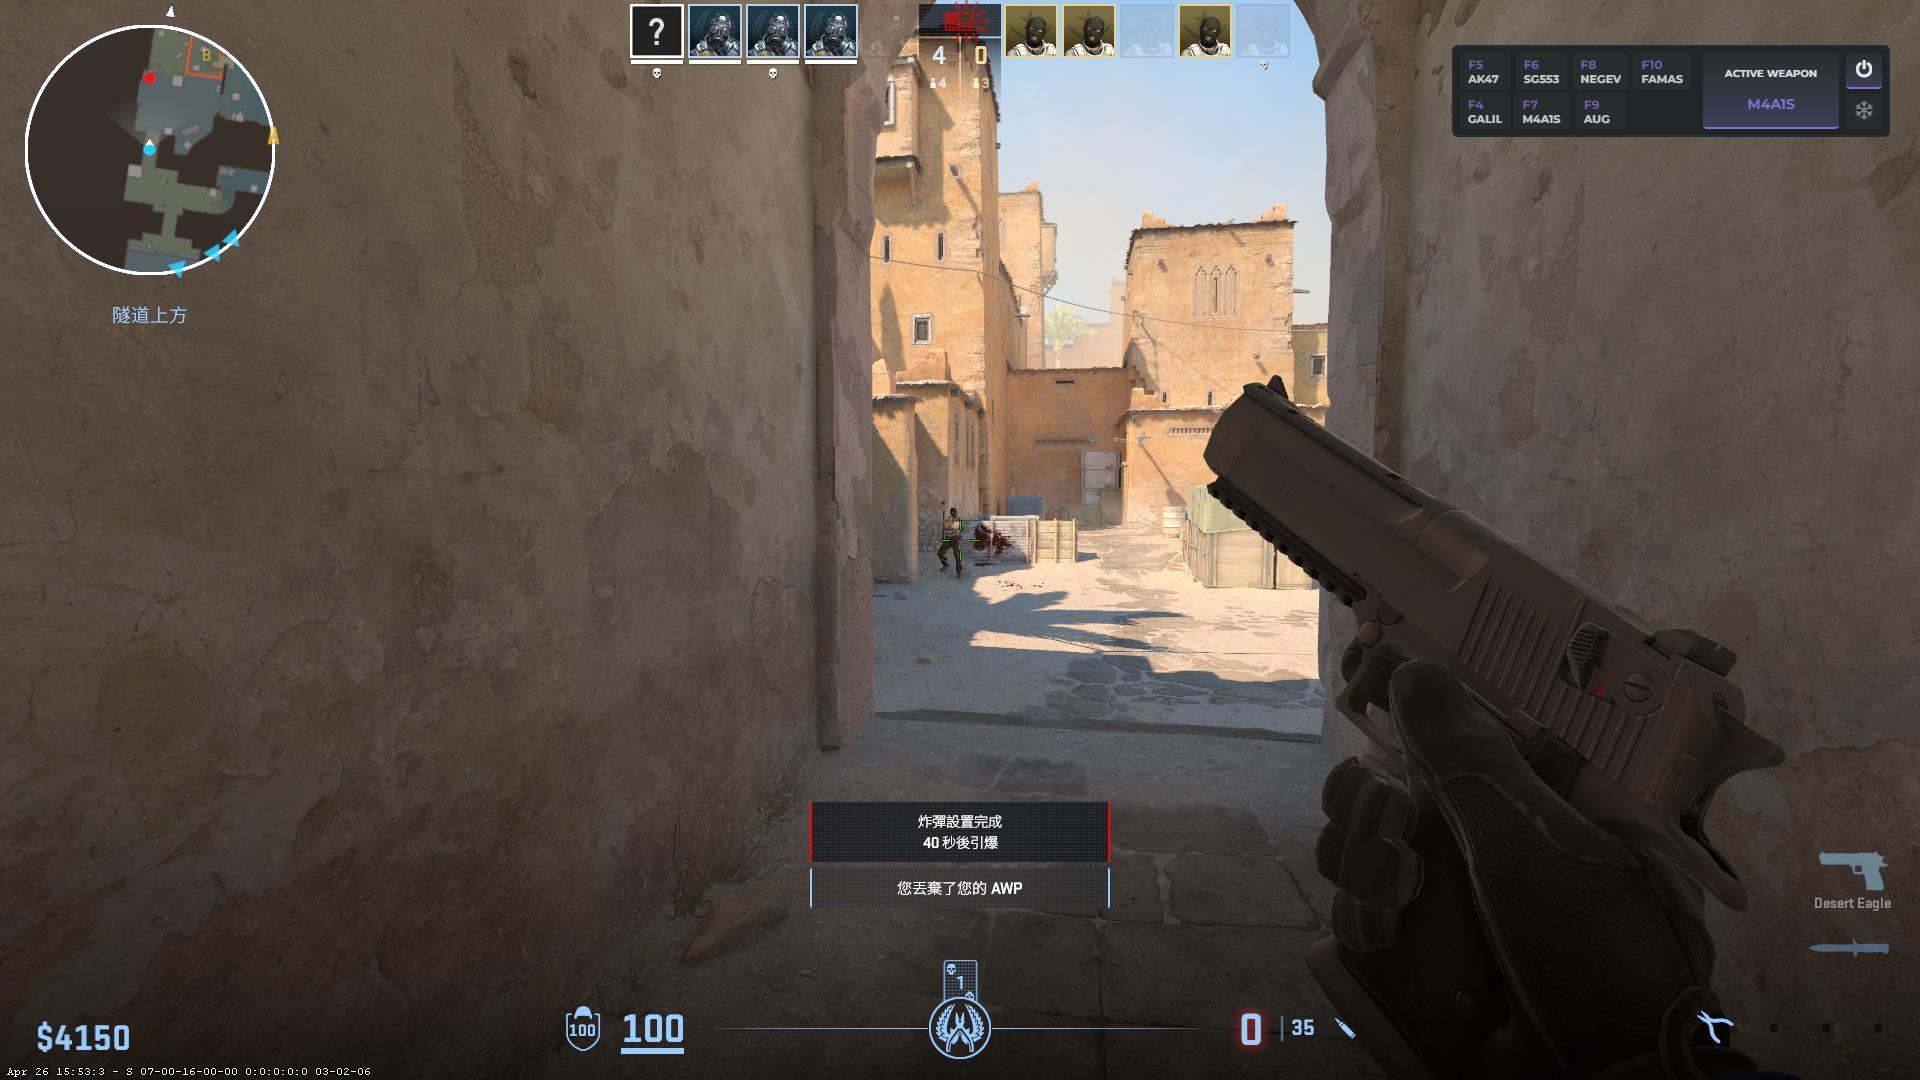 ?
4
0
4
3
B
A
隧道上方
F5
AK47
F6
SG553
F8
NEGEV
F10
FAMAS
F4
GALIL
F7
M4A1S
F9
AUG
ACTIVE WEAPON
M4A1S
炸彈設置完成
40 秒後引爆
您丟棄了您的 AWP
Desert Eagle
1
$4150
100
100
0
35
Apr 26 15:53:3 - S 07-00-16-00-00 0:0:0:0:0 03-02-06